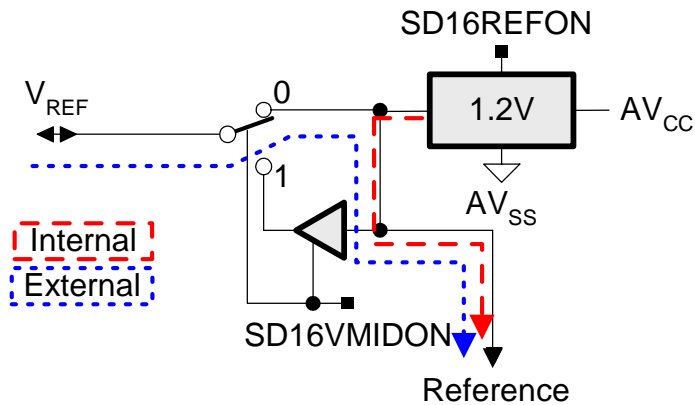 SD16REFON
VREF
0
1.2V
AVCC
1
AVSS
Internal
External
SD16VMIDON
Reference